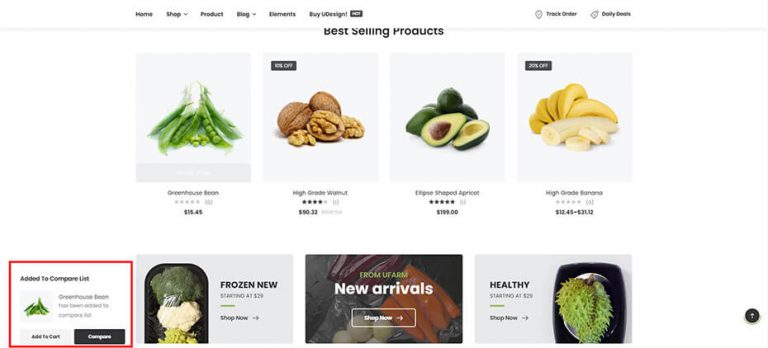 Home Shop Product Blog Elements Buy UDesign! HOT Track Order Daily Deals
Best Selling Products
10% OFF
20% OFF
Greenhouse Bean
(0)
$15.45
High Grade Walnut
(1)
$90.32
Ellipse Shaped Apricot
(1)
$199.00
High Grade Banana
(0)
$12.45–$31.12
Added To Compare List
Greenhouse Bean
has been added to
compare list
Add To Cart Compare
FROZEN NEW
STARTING AT $29
Shop Now
FROM UFARM
New arrivals
Shop Now
HEALTHY
STARTING AT $29
Shop Now